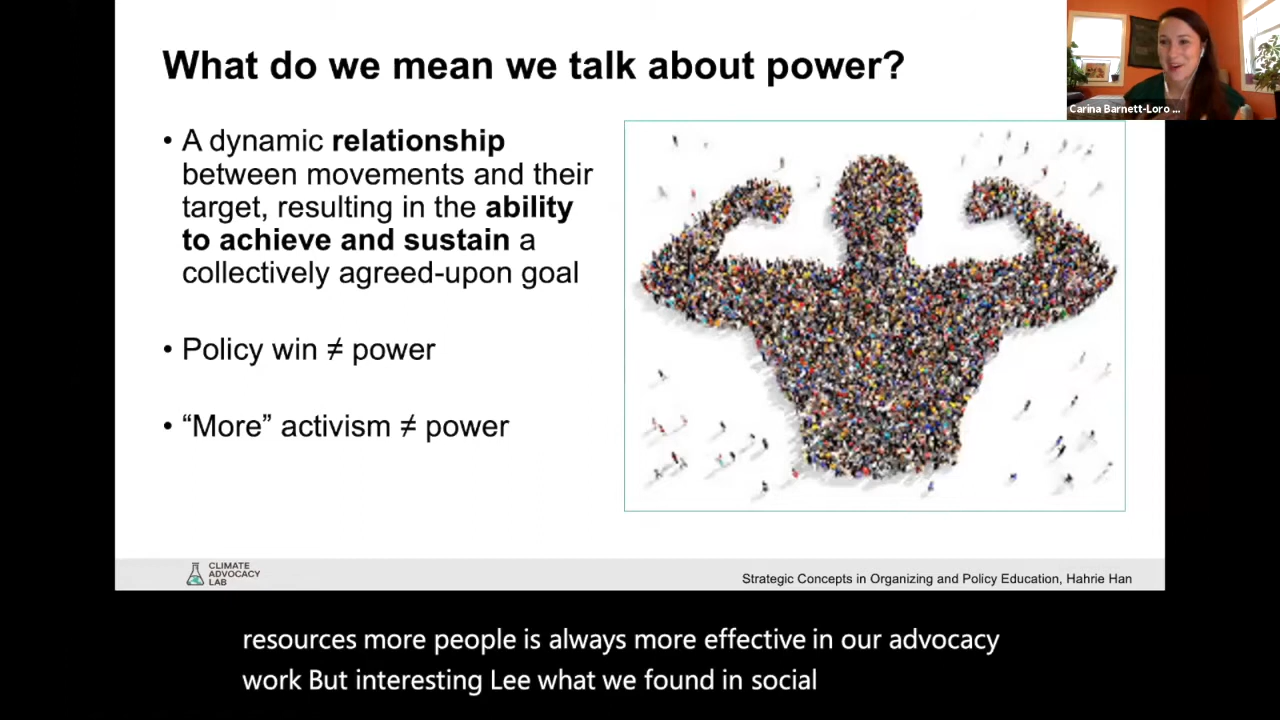 What do we mean we talk about power?
Carina Barnett-Loro ...
• A dynamic relationship
between movements and their
target, resulting in the ability
to achieve and sustain a
collectively agreed-upon goal
• Policy win ≠ power
• “More” activism ≠ power
CLIMATE
ADVOCACY
LAB
Strategic Concepts in Organizing and Policy Education, Hahrie Han
resources more people is always more effective in our advocacy
work But interesting Lee what we found in social